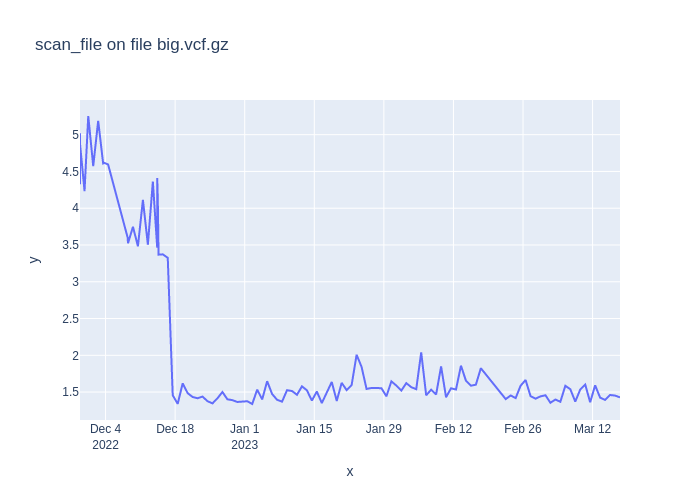 scan_file on file big.vcf.gz
5
4.5
4
3.5
3
2.5
2
1.5
y
Dec 4
2022
Dec 18
Jan 1
2023
Jan 15
Jan 29
Feb 12
Feb 26
Mar 12
x